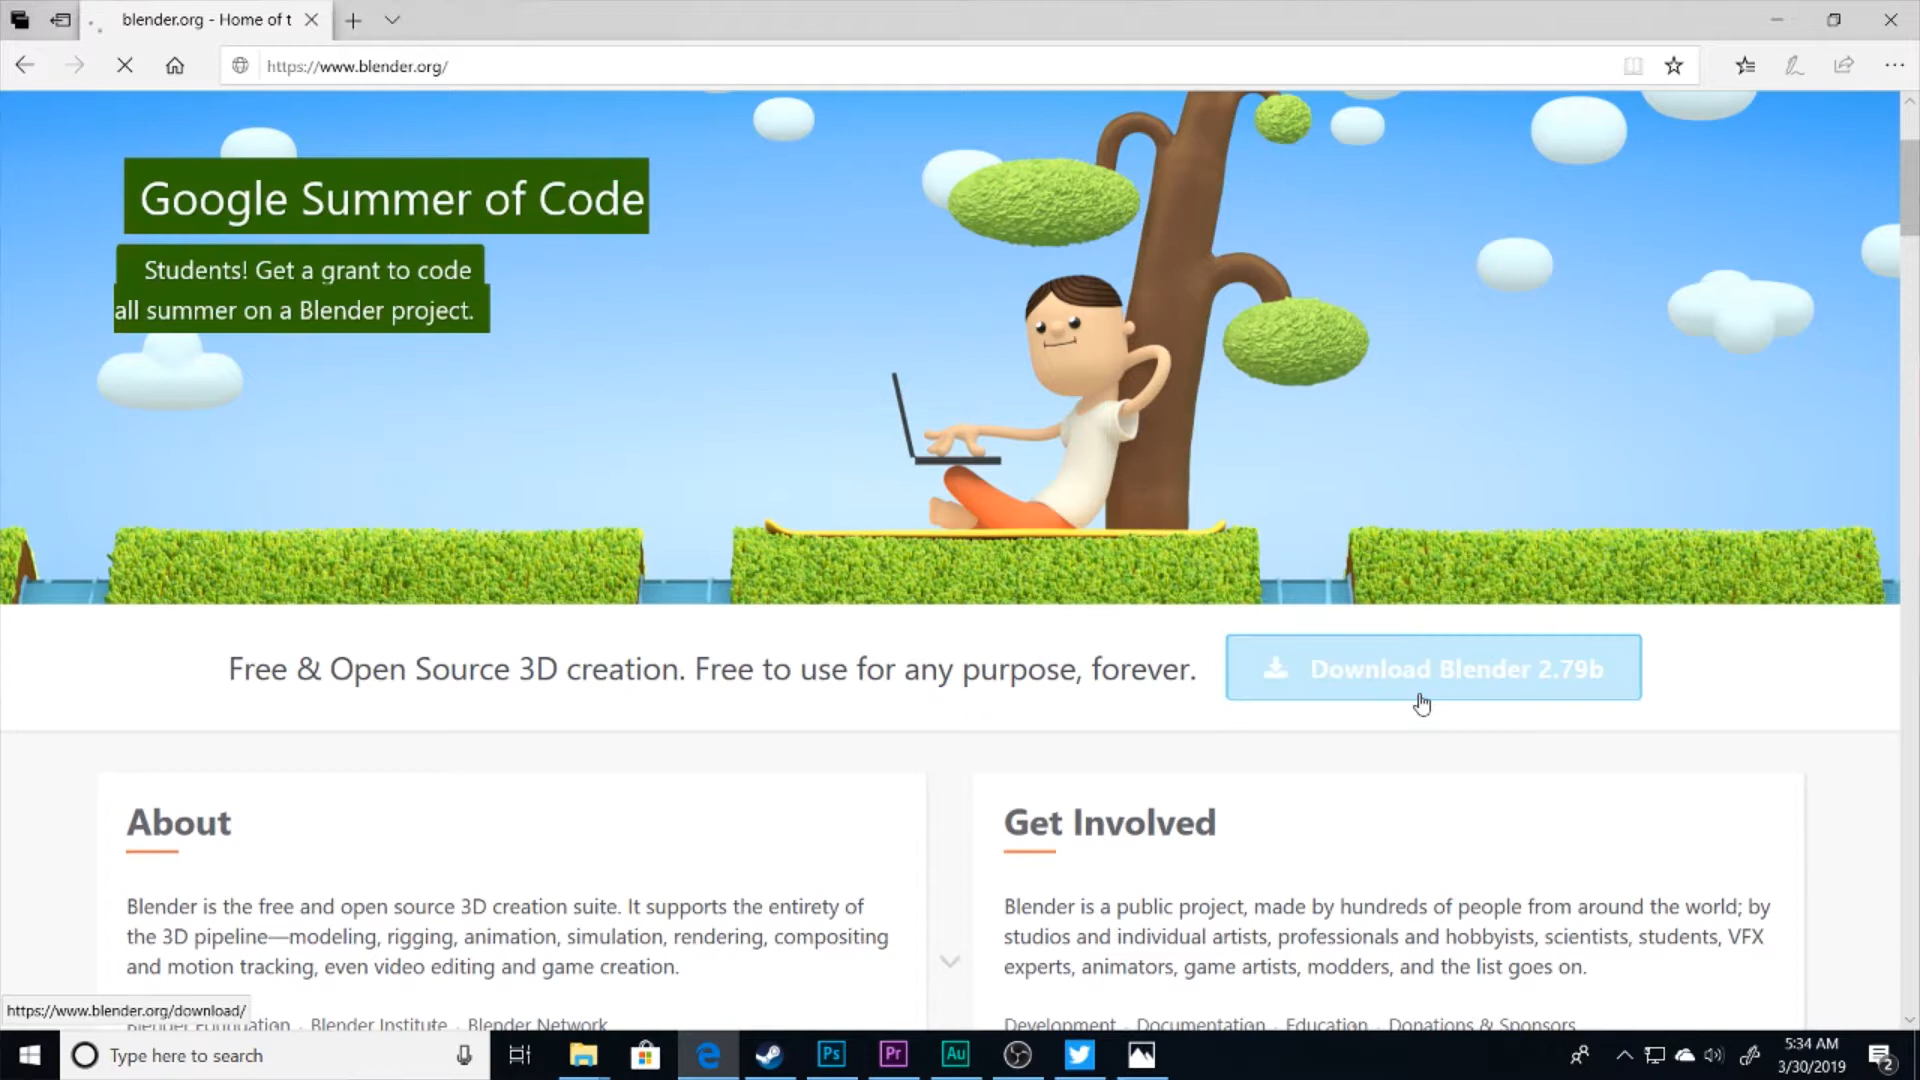 blender.org - Home of t
https://www.blender.org/
Google Summer of Code
Students! Get a grant to code
all summer on a Blender project.
Free & Open Source 3D creation. Free to use for any purpose, forever.
Download Blender 2.79b
About
Blender is the free and open source 3D creation suite. It supports the entirety of
the 3D pipeline—modeling, rigging, animation, simulation, rendering, compositing
and motion tracking, even video editing and game creation.
Blender Foundation · Blender Institute · Blender Network
Get Involved
Blender is a public project, made by hundreds of people from around the world; by
studios and individual artists, professionals and hobbyists, scientists, students, VFX
experts, animators, game artists, modders, and the list goes on.
Development · Documentation · Education · Donations & Sponsors
https://www.blender.org/download/
Type here to search
Ps
Pr
Au
5:34 AM
3/30/2019
2